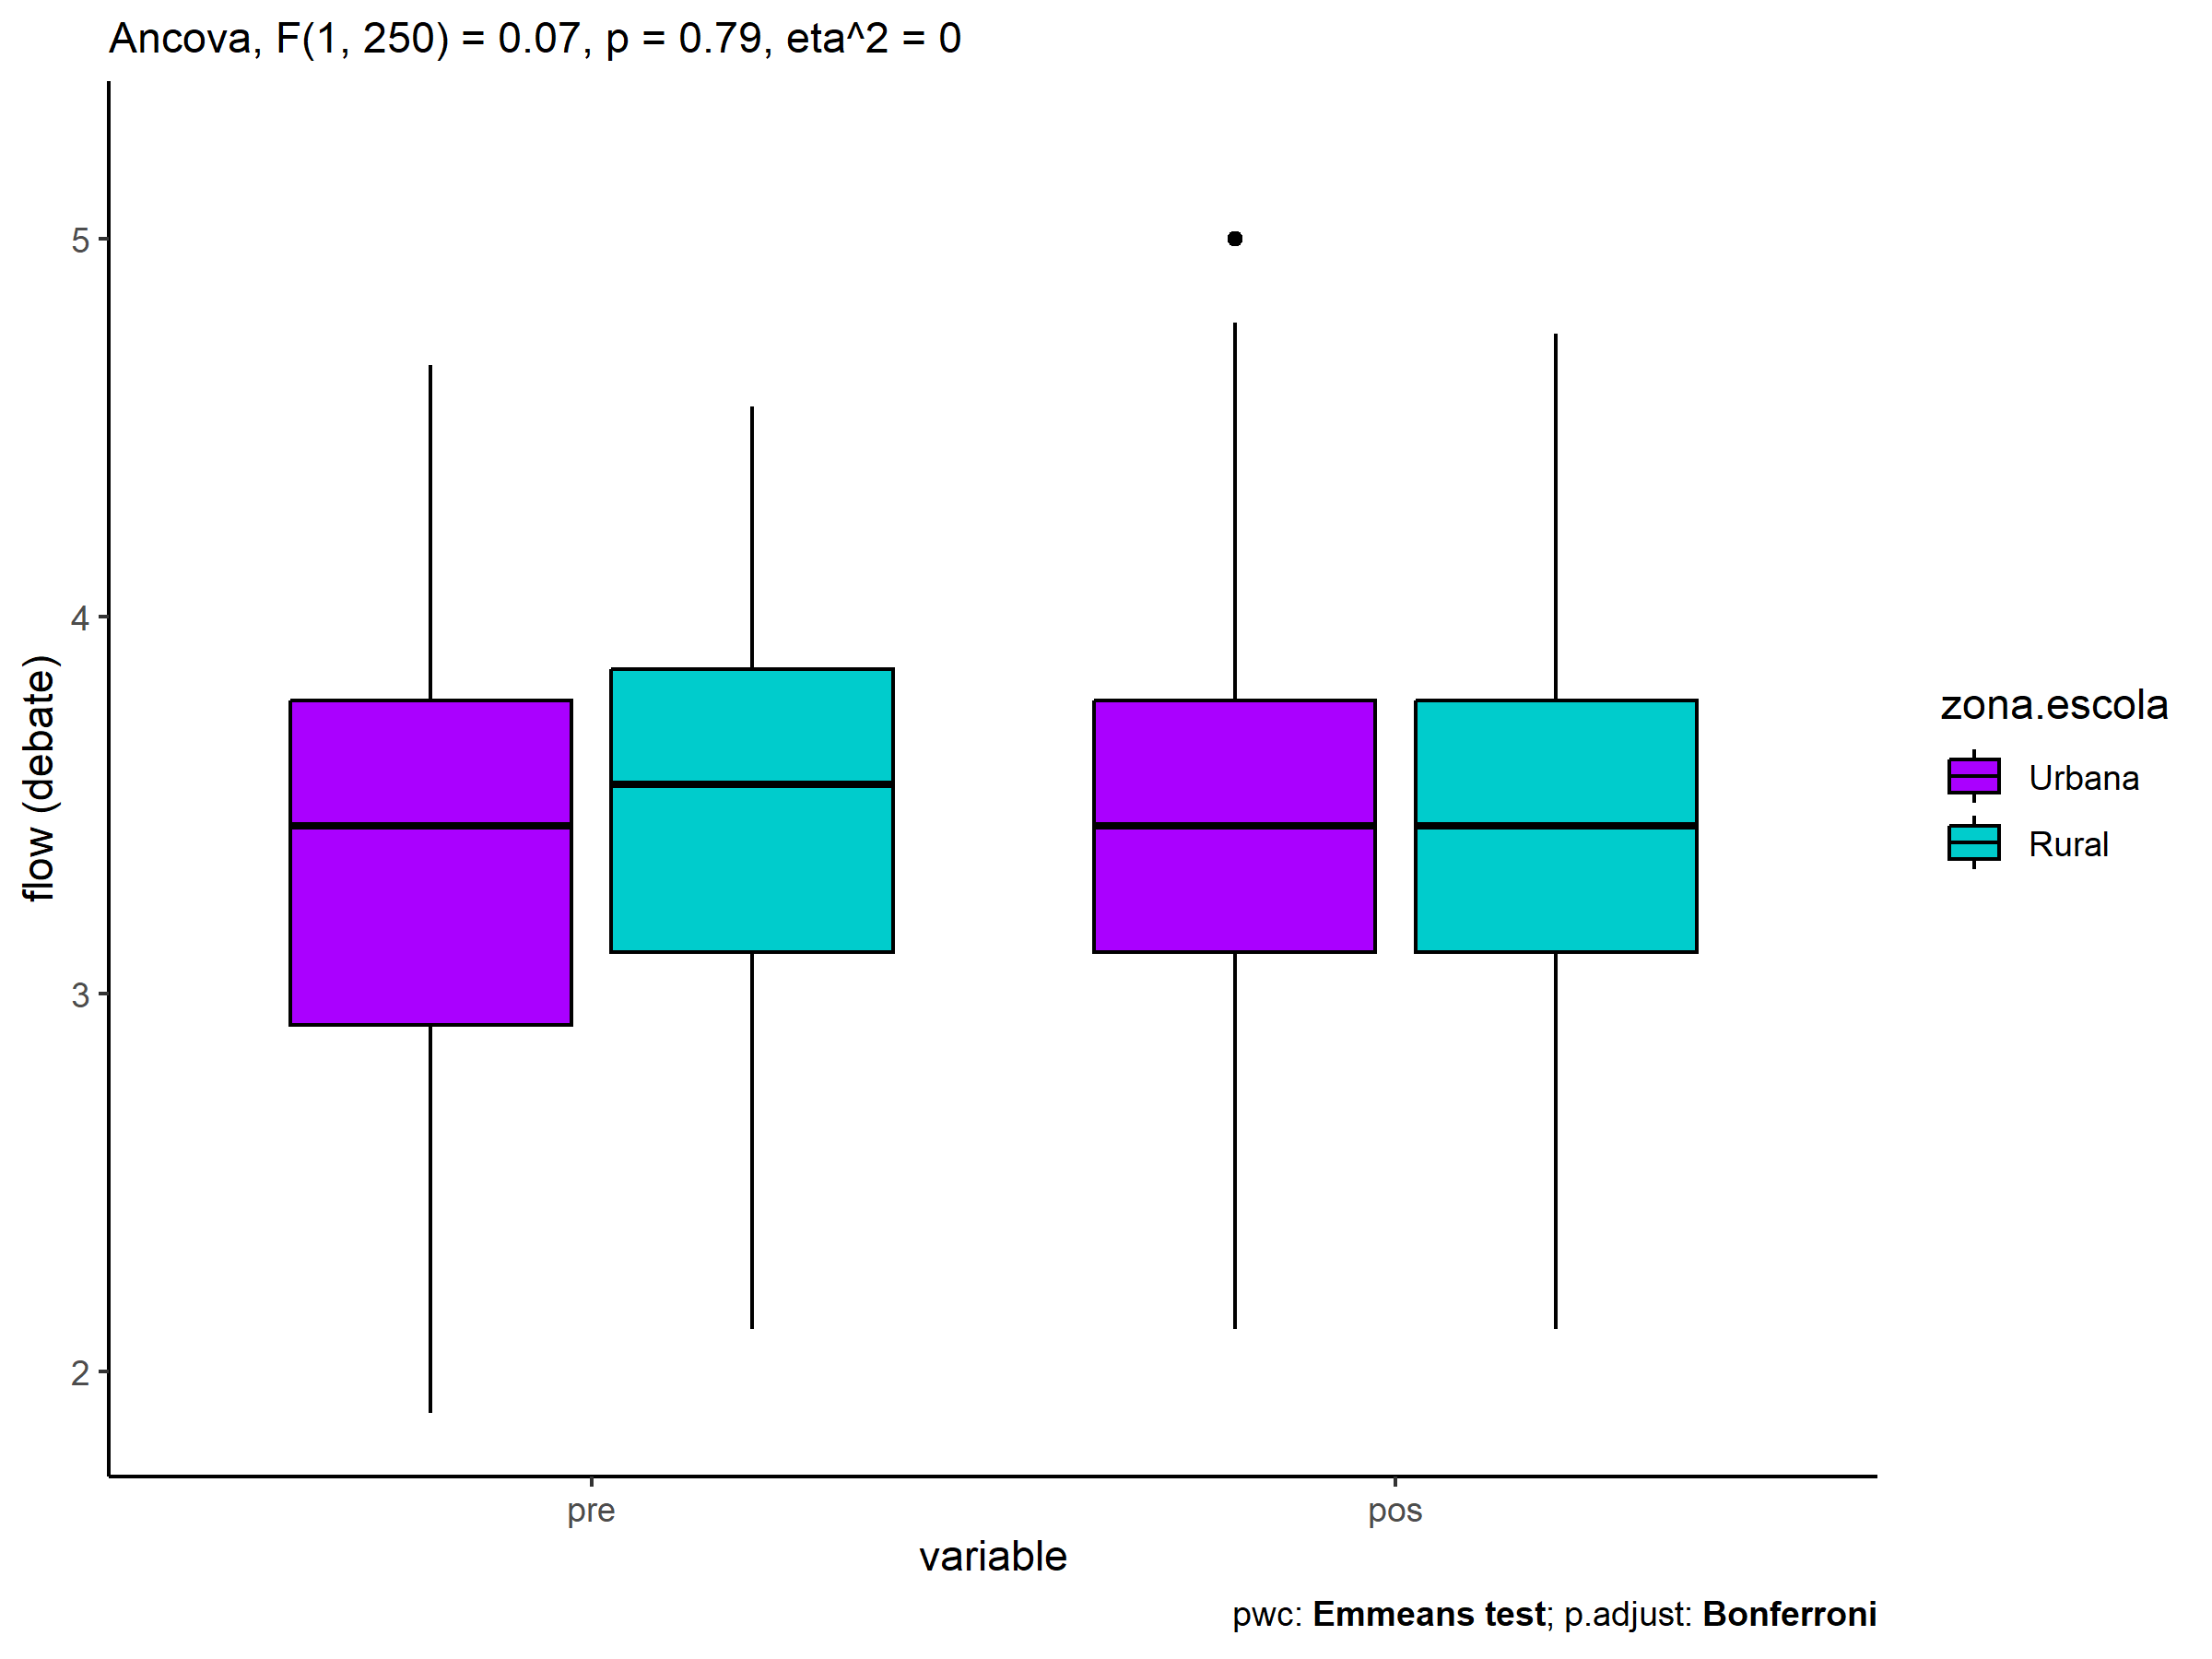 Ancova, F(1, 250) = 0.07, p = 0.79, eta^2 = 0
flow (debate)
5
4
3
2
pre
pos
variable
zona.escola
Urbana
Rural
pwc: Emmeans test; p.adjust: Bonferroni